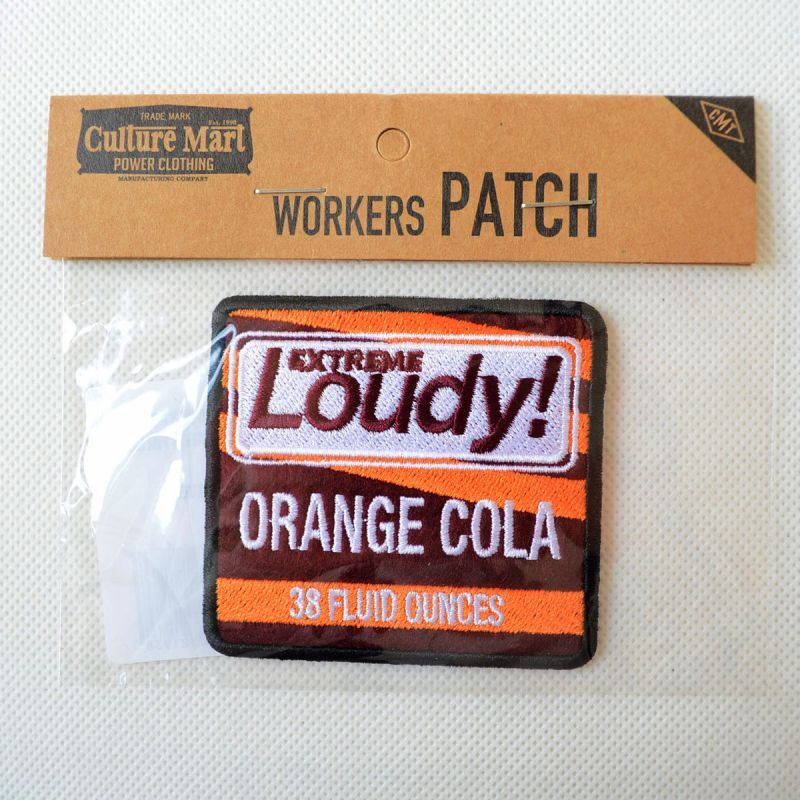 TRADE MARK
Est. 1998
Culture Mart
POWER CLOTHING
MANUFACTURING COMPANY
CMT
WORKERS PATCH
EXTREME
Loudy!
ORANGE COLA
38 FLUID OUNCES